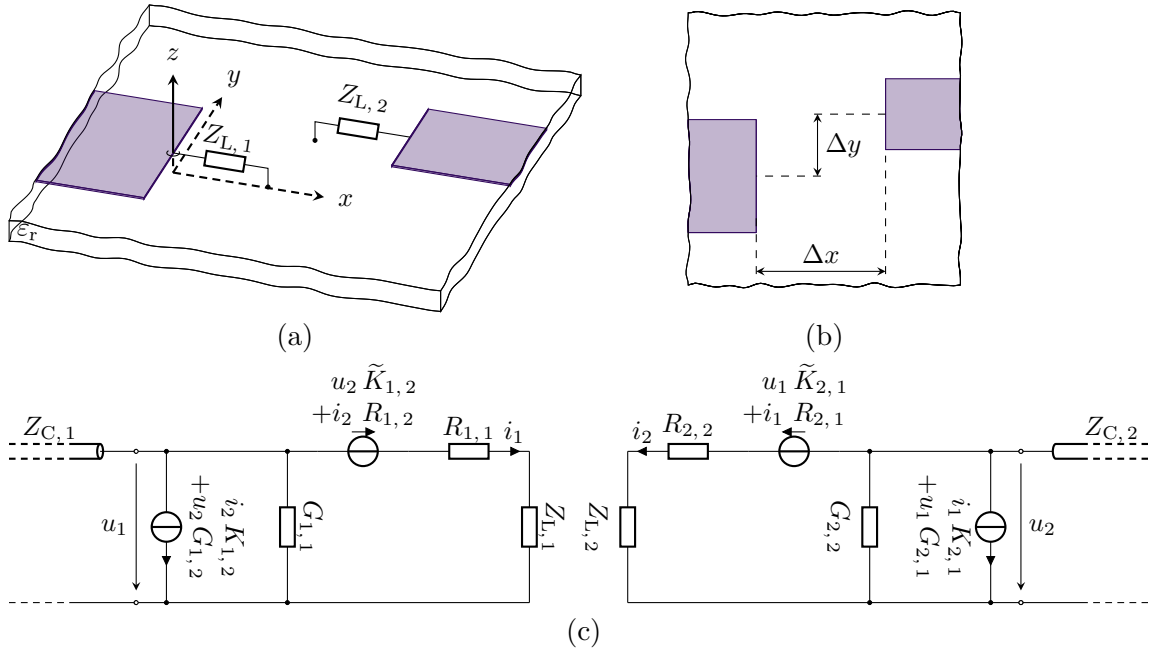 z
y
x
Z_{L, 1}
Z_{L, 2}
ε_r
Δy
Δx
(a)
(b)
u_2 K̃_{1, 2}
+i_2 R_{1, 2}
u_1 K̃_{2, 1}
+i_1 R_{2, 1}
Z_{C, 1}
R_{1, 1}
i_1
i_2
R_{2, 2}
Z_{C, 2}
u_1
i_2 K_{1, 2}
+u_2 G_{1, 2}
G_{1, 1}
Z_{L, 1}
Z_{L, 2}
G_{2, 2}
i_1 K_{2, 1}
+u_1 G_{2, 1}
u_2
(c)